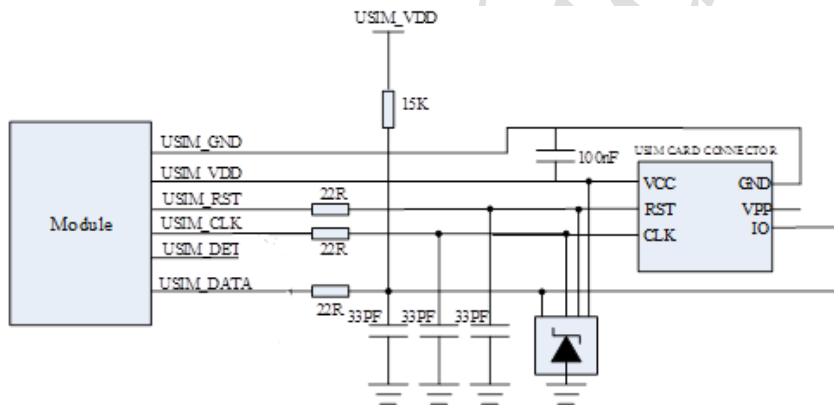 USIM_VDD
15K
USIM_GND
USIM_VDD
USIM_RST
USIM_CLK
USIM_DET
USIM_DATA
Module
22R
22R
22R
100nF
USIM CARD CONNECTOR
VCC
GND
RST
VPP
IO
CLK
33PF
33PF
33PF